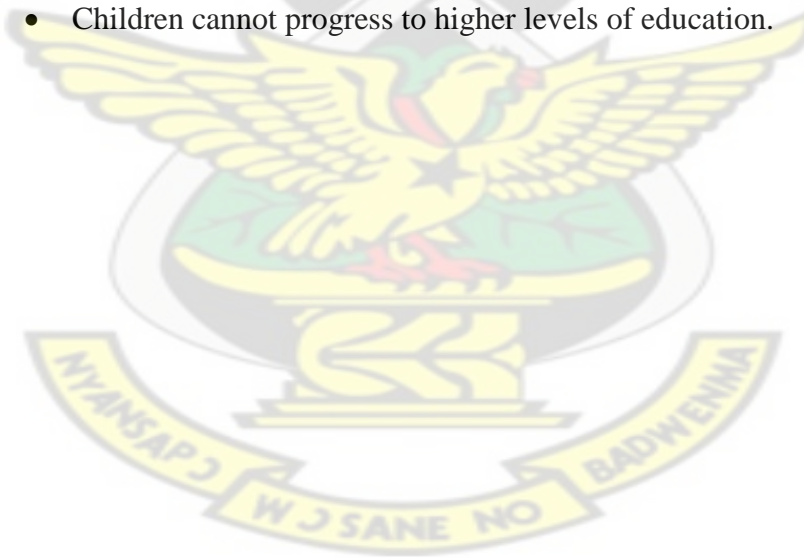 • Children cannot progress to higher levels of education.
NYANSAPƆ WƆSANE NO BADWENMA